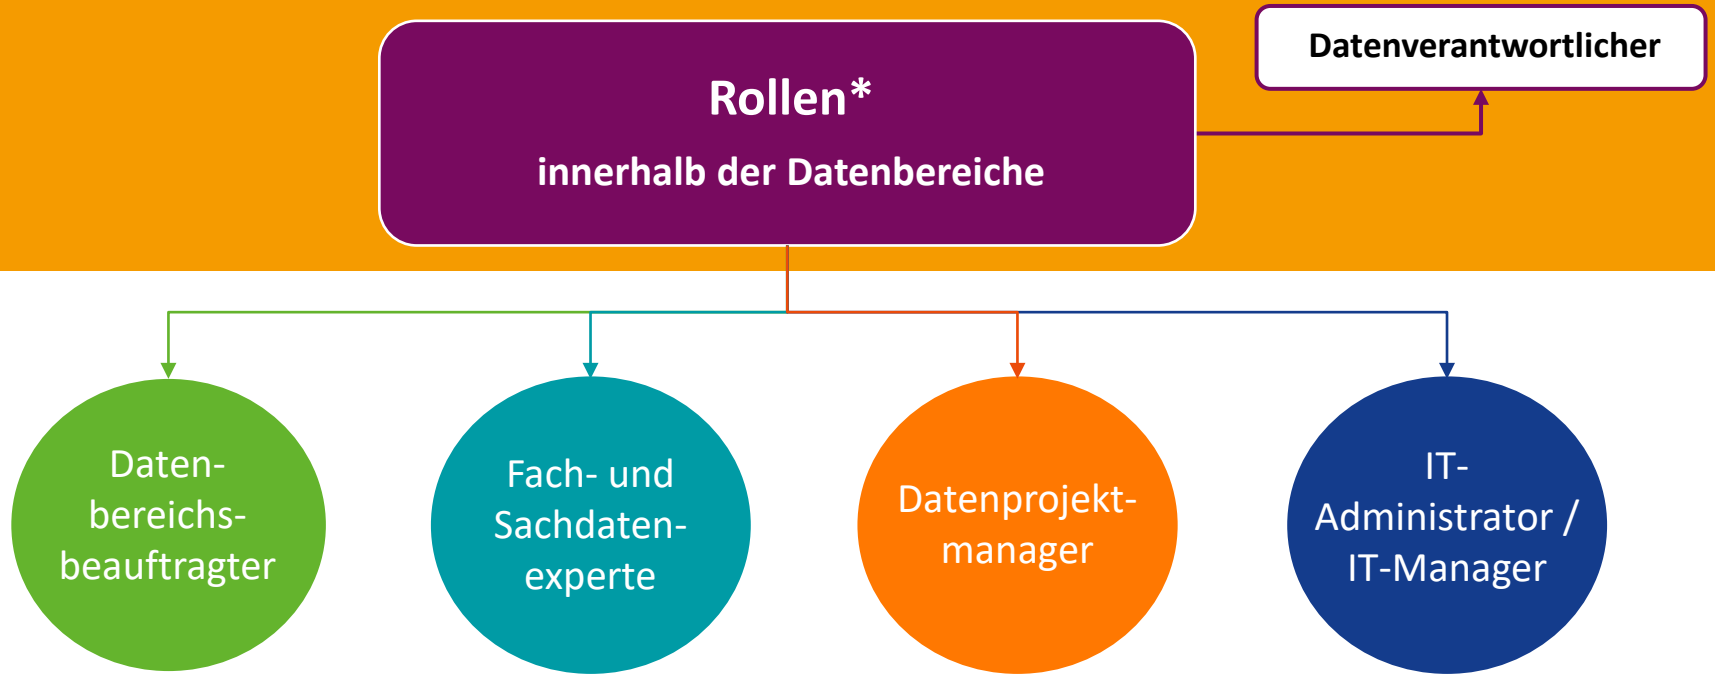 Rollen*
innerhalb der Datenbereiche
Datenverantwortlicher
Daten-
bereichs-
beauftragter
Fach- und
Sachdaten-
experte
Datenprojekt-
manager
IT-
Administrator /
IT-Manager